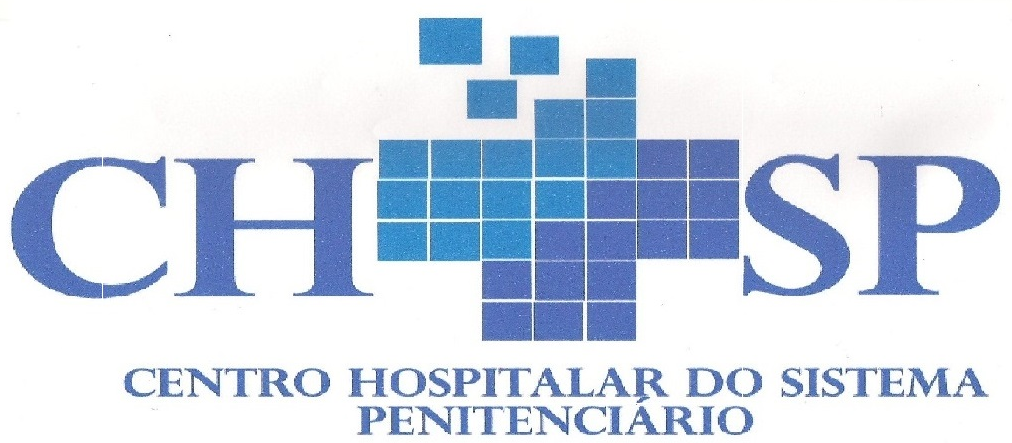 CH SP
CENTRO HOSPITALAR DO SISTEMA
PENITENCIÁRIO